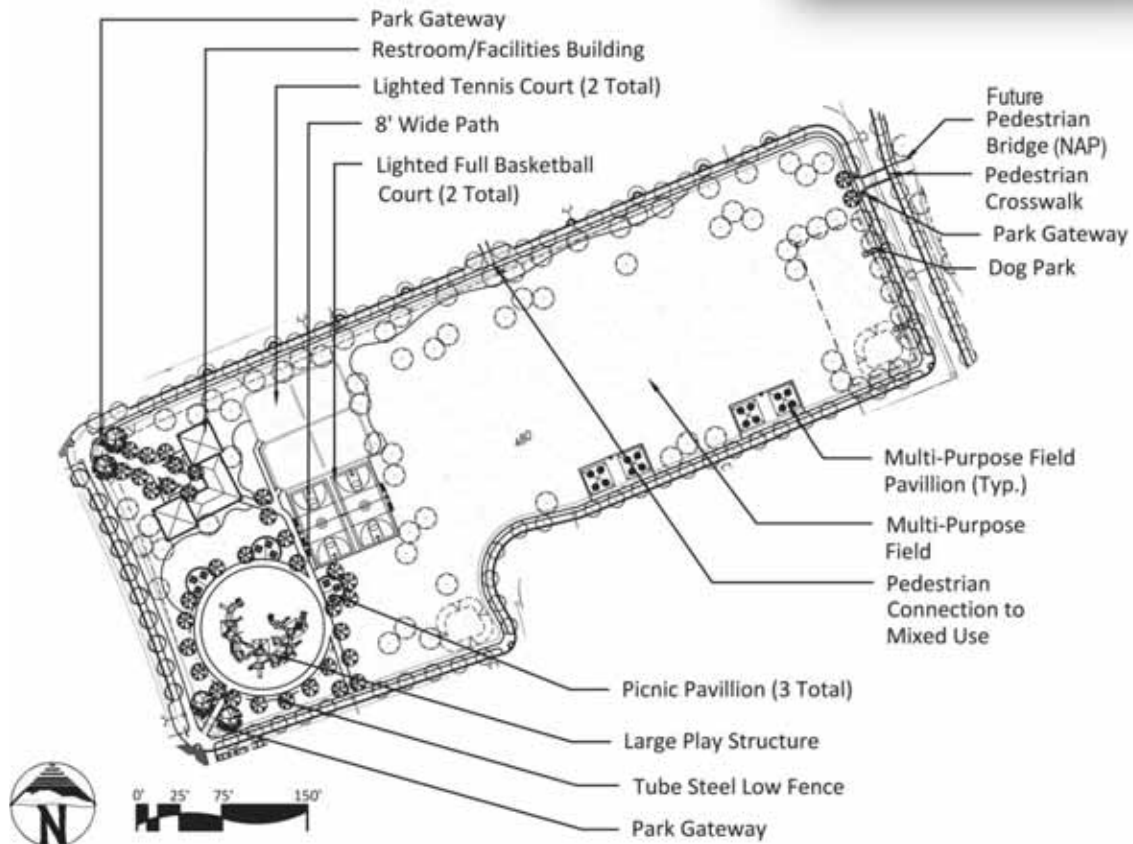 Park Gateway
Restroom/Facilities Building
Lighted Tennis Court (2 Total)
8' Wide Path
Lighted Full Basketball
Court (2 Total)
Future
Pedestrian
Bridge (NAP)
Pedestrian
Crosswalk
Park Gateway
Dog Park
480
Multi-Purpose Field
Pavillion (Typ.)
Multi-Purpose
Field
Pedestrian
Connection to
Mixed Use
Picnic Pavillion (3 Total)
Large Play Structure
Tube Steel Low Fence
Park Gateway
N
0' 25' 75' 150'